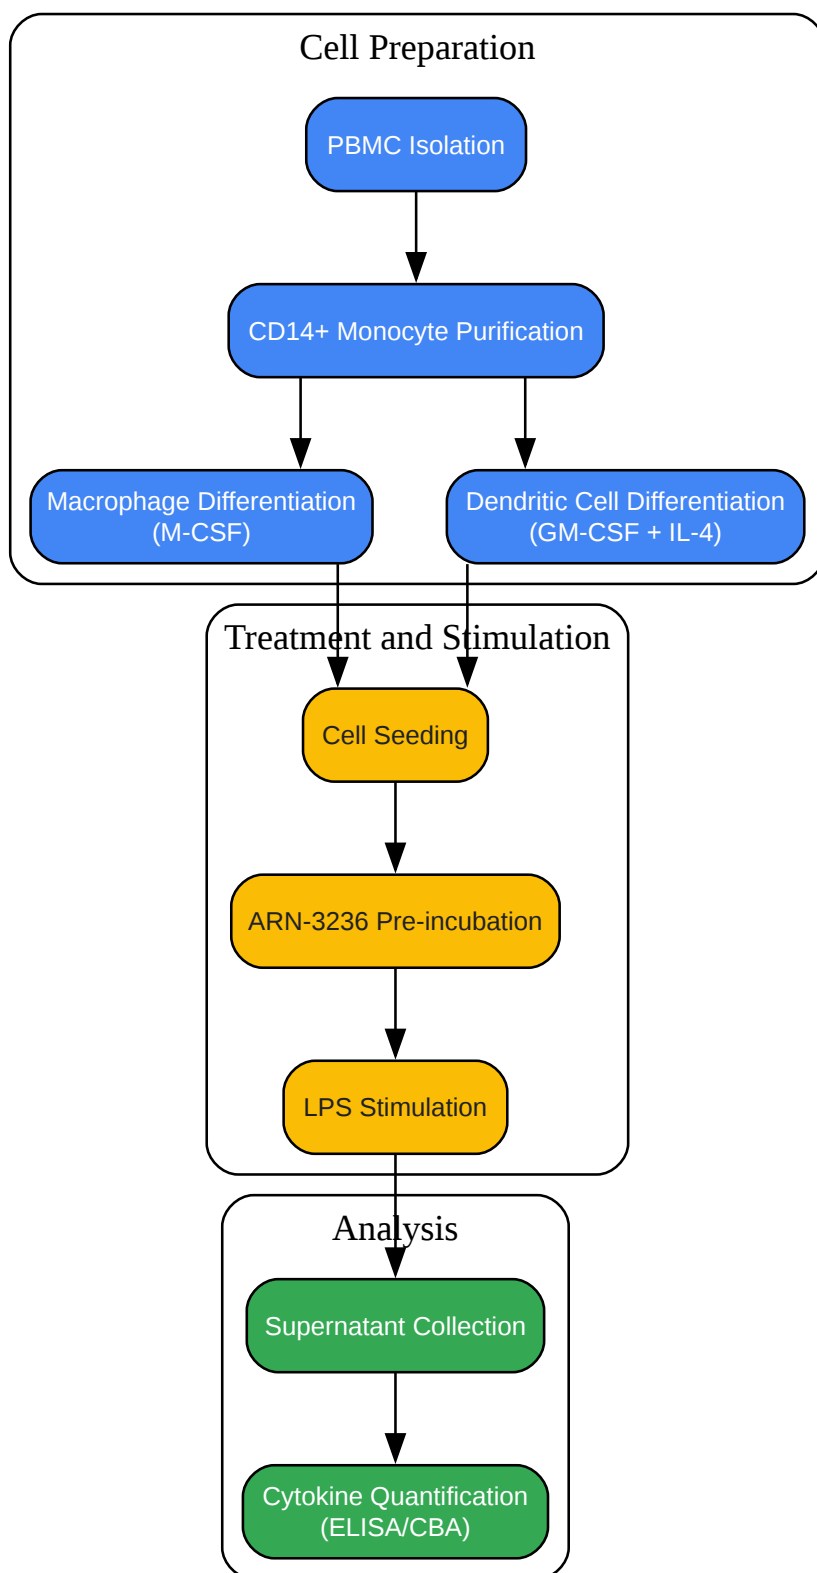 Cell Preparation
PBMC Isolation
CD14+ Monocyte Purification
Macrophage Differentiation
(M-CSF)
Dendritic Cell Differentiation
(GM-CSF + IL-4)
Treatment and Stimulation
Cell Seeding
ARN-3236 Pre-incubation
LPS Stimulation
Analysis
Supernatant Collection
Cytokine Quantification
(ELISA/CBA)